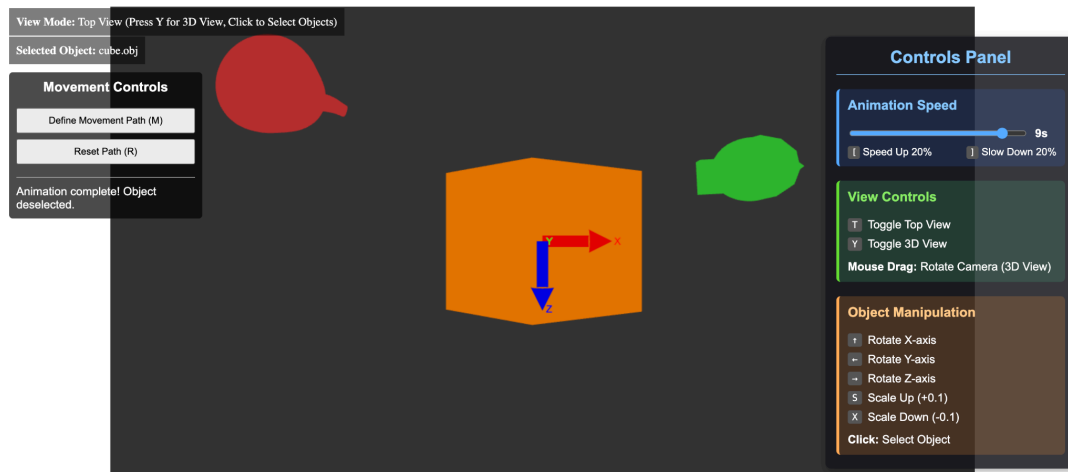 View Mode: Top View (Press Y for 3D View, Click to Select Objects)
Selected Object: cube.obj
Movement Controls
Define Movement Path (M)
Reset Path (R)
Animation complete! Object
deselected.
Y
X
Z
Controls Panel
Animation Speed
9s
[ Speed Up 20% ] Slow Down 20%
View Controls
T Toggle Top View
Y Toggle 3D View
Mouse Drag: Rotate Camera (3D View)
Object Manipulation
↑ Rotate X-axis
← Rotate Y-axis
→ Rotate Z-axis
S Scale Up (+0.1)
X Scale Down (-0.1)
Click: Select Object